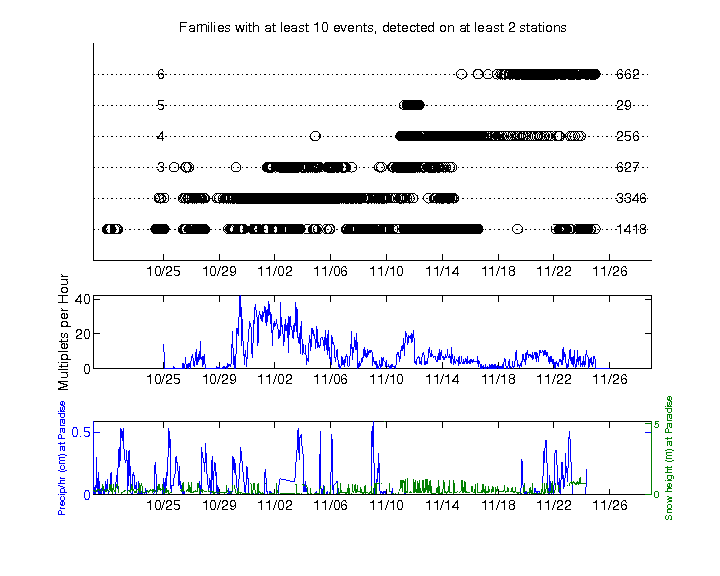 Families with at least 10 events, detected on at least 2 stations
6 662
5 29
4 256
3 627
3346
1418
10/25 10/29 11/02 11/06 11/10 11/14 11/18 11/22 11/26
Multiplets per Hour
40
20
0
10/25 10/29 11/02 11/06 11/10 11/14 11/18 11/22 11/26
Precip/hr (cm) at Paradise
0.5
0
5
0
Snow height (m) at Paradise
10/25 10/29 11/02 11/06 11/10 11/14 11/18 11/22 11/26